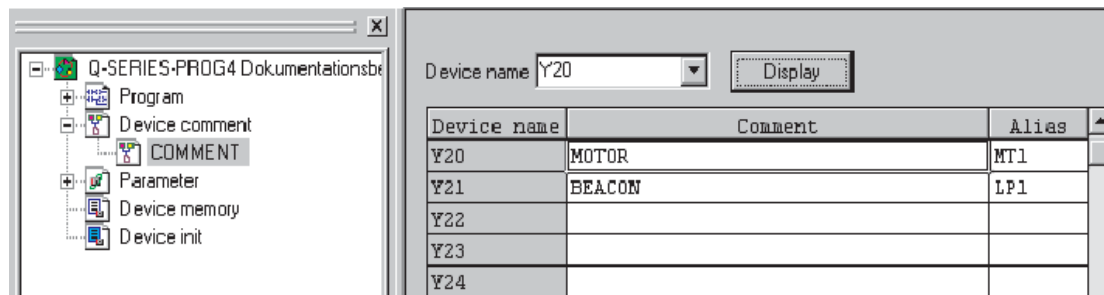 Q-SERIES-PROG4 Dokumentationsbe
Program
Device comment
COMMENT
Parameter
Device memory
Device init
Device name Y20 Display
Device name Comment Alias
Y20 MOTOR MT1
Y21 BEACON LP1
Y22
Y23
Y24